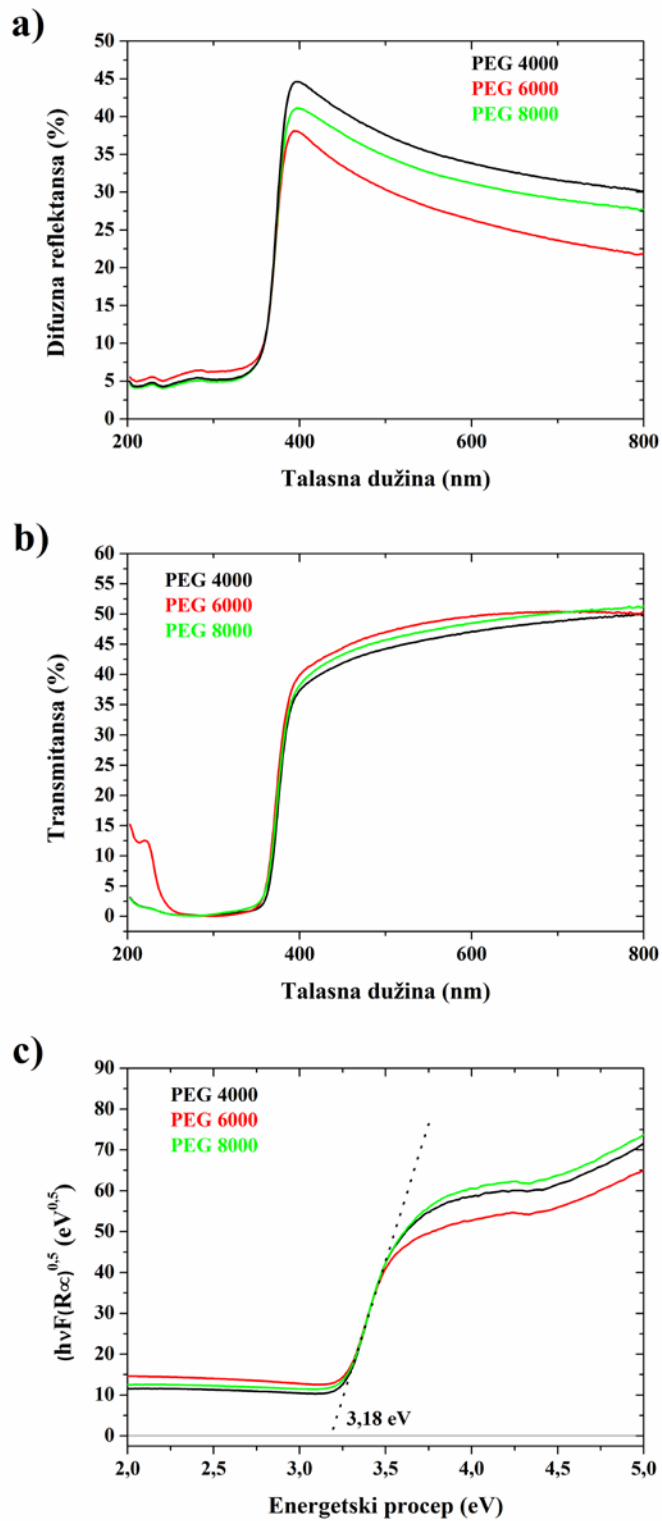 a)
50
45
40
35
30
25
20
15
10
5
0
Difuzna reflektansa (%)
PEG 4000
PEG 6000
PEG 8000
200 400 600 800
Talasna dužina (nm)
b)
60
55
50
45
40
35
30
25
20
15
10
5
0
Transmitansa (%)
PEG 4000
PEG 6000
PEG 8000
200 400 600 800
Talasna dužina (nm)
c)
90
80
70
60
50
40
30
20
10
0
(hνF(R∝)^0,5 (eV^0,5)
PEG 4000
PEG 6000
PEG 8000
3,18 eV
2,0 2,5 3,0 3,5 4,0 4,5 5,0
Energetski procep (eV)